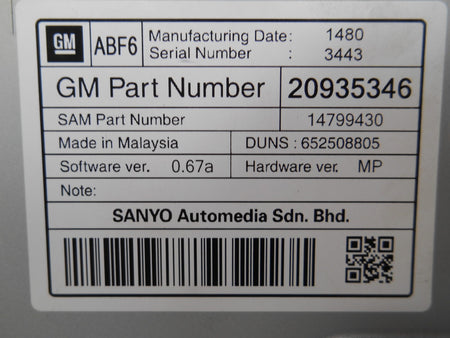 GM ABF6 Manufacturing Date: 1480
Serial Number : 3443
GM Part Number 20935346
SAM Part Number 14799430
Made in Malaysia DUNS : 652508805
Software ver. 0.67a Hardware ver. MP
Note:
SANYO Automedia Sdn. Bhd.